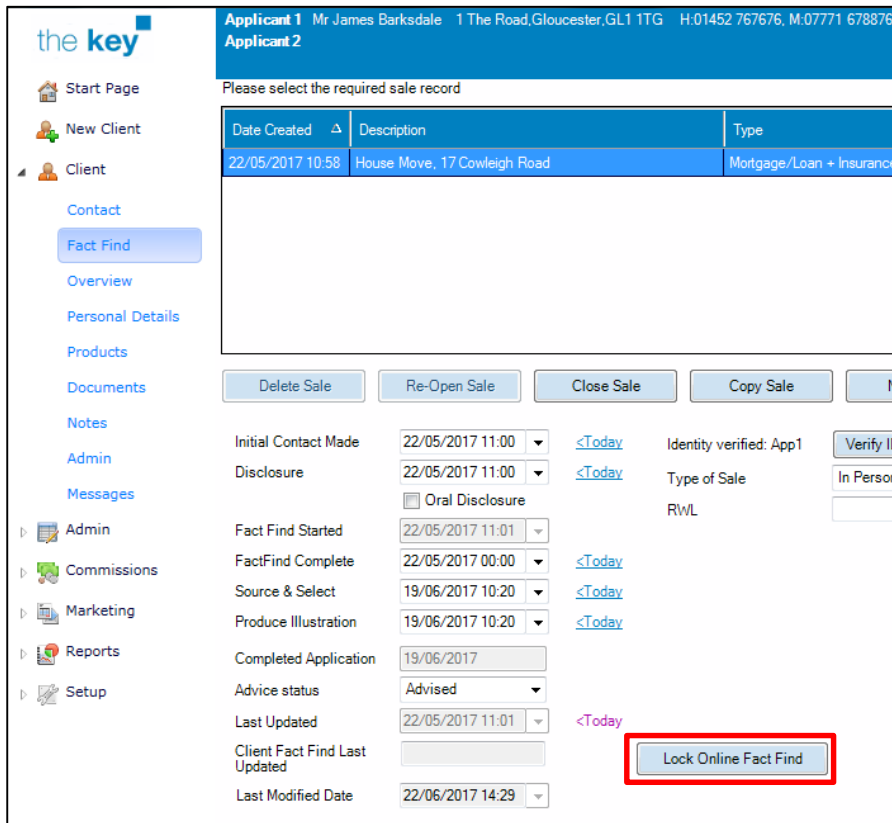 the key
Applicant 1 Mr James Barksdale 1 The Road,Gloucester,GL1 1TG H:01452 767676, M:07771 678876
Applicant 2
Start Page
New Client
Client
Contact
Fact Find
Overview
Personal Details
Products
Documents
Notes
Admin
Messages
Admin
Commissions
Marketing
Reports
Setup
Please select the required sale record
Date Created Description Type
22/05/2017 10:58 House Move, 17 Cowleigh Road Mortgage/Loan + Insurance
Delete Sale Re-Open Sale Close Sale Copy Sale
Initial Contact Made 22/05/2017 11:00 <Today Identity verified: App1 Verify
Disclosure 22/05/2017 11:00 <Today Type of Sale In Person
Oral Disclosure RWL
Fact Find Started 22/05/2017 11:01
FactFind Complete 22/05/2017 00:00 <Today
Source & Select 19/06/2017 10:20 <Today
Produce Illustration 19/06/2017 10:20 <Today
Completed Application 19/06/2017
Advice status Advised
Last Updated 22/05/2017 11:01 <Today
Client Fact Find Last
Updated
Lock Online Fact Find
Last Modified Date 22/06/2017 14:29